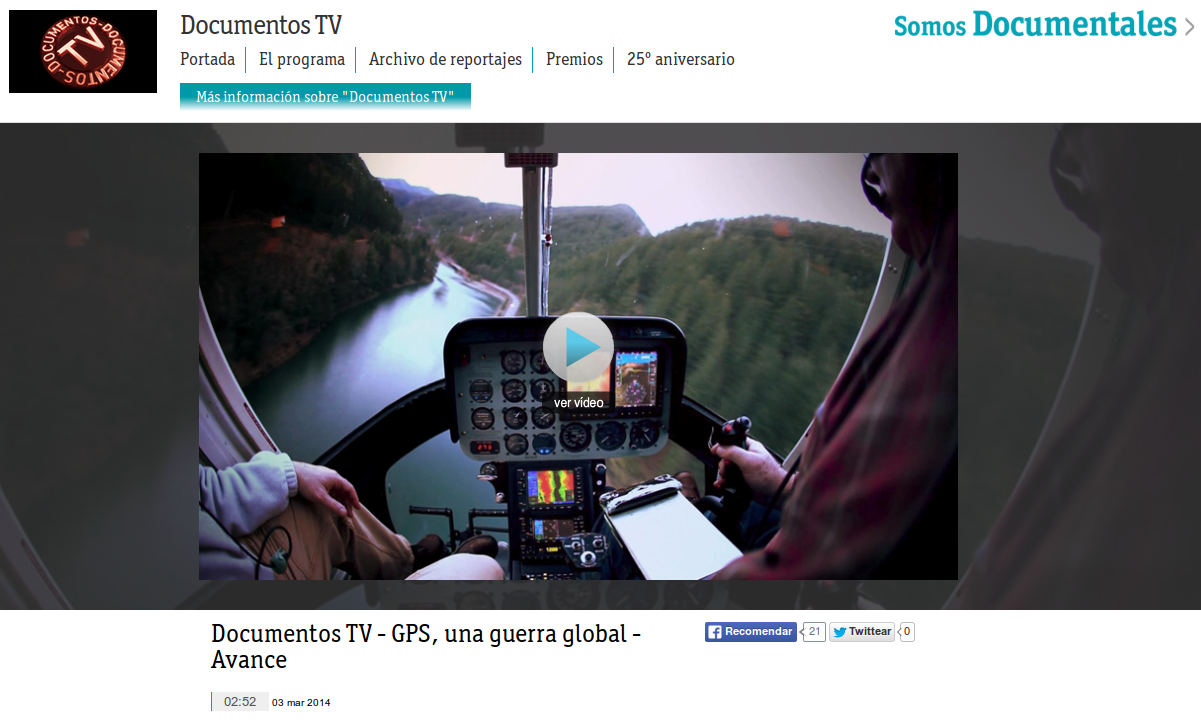 DOCUMENTOS-DOCUMENTOS-DOCUMENTOS-
TV
Documentos TV
Somos Documentales
Portada
El programa
Archivo de reportajes
Premios
25º aniversario
Más información sobre "Documentos TV"
ver vídeo
Documentos TV - GPS, una guerra global -
Avance
Recomendar
21
Twittear
0
02:52
03 mar 2014